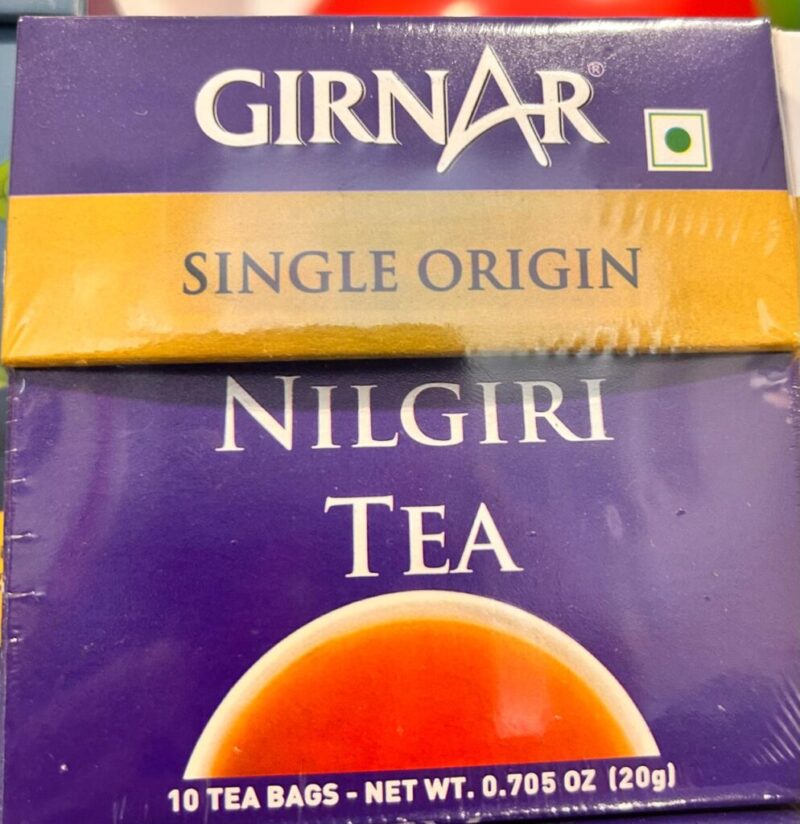 GIRNAR®
SINGLE ORIGIN
NILGIRI
TEA
10 TEA BAGS - NET WT. 0.705 OZ (20g)